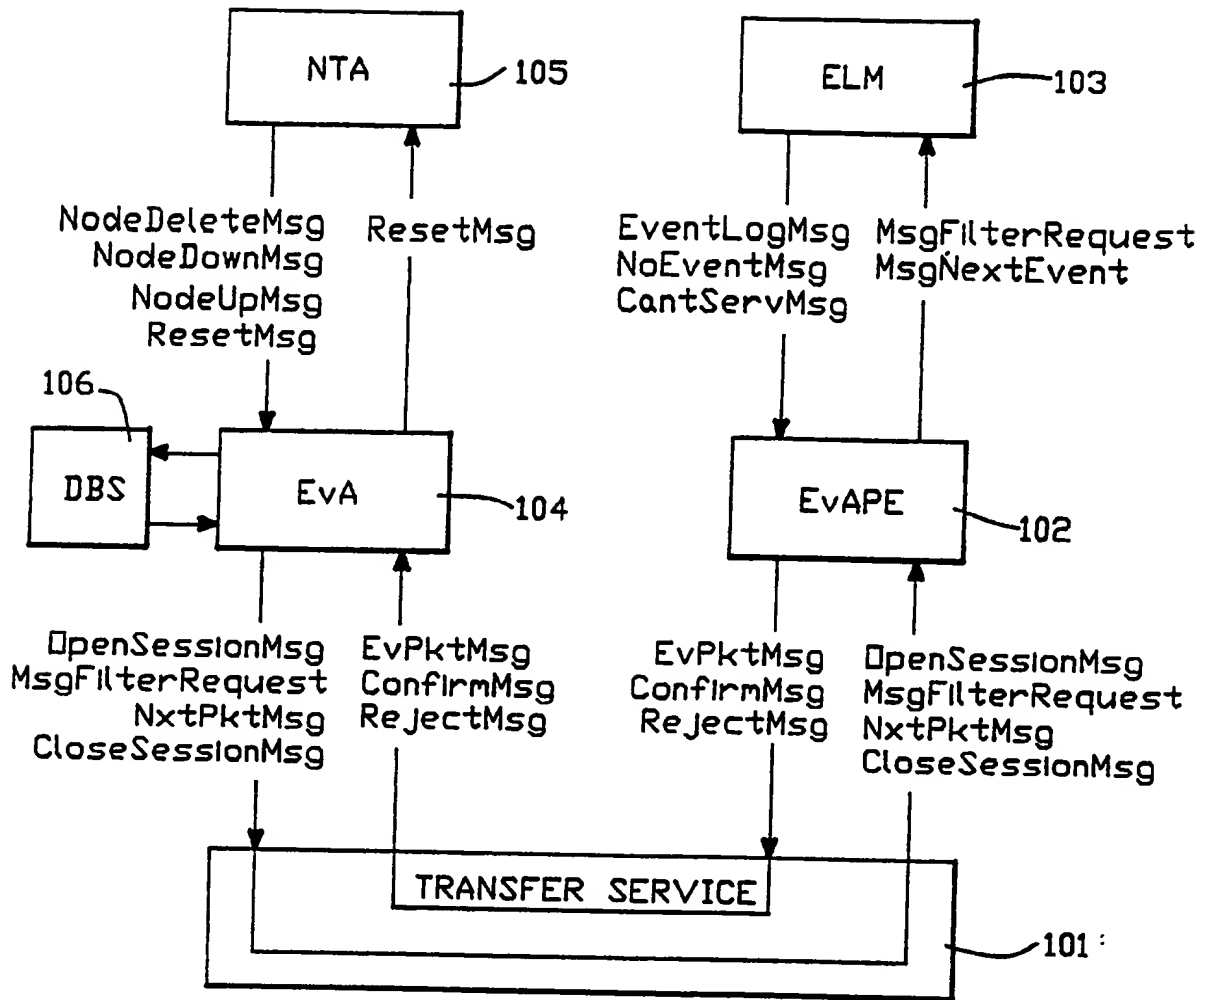 NTA
105
ELM
103
NodeDeleteMsg
NodeDownMsg
NodeUpMsg
ResetMsg
ResetMsg
EventLogMsg
NoEventMsg
CantServMsg
MsgFilterRequest
MsgNextEvent
106
DBS
EvA
104
EvAPE
102
OpenSessionMsg
MsgFilterRequest
NxtPktMsg
CloseSessionMsg
EvPktMsg
ConfirmMsg
RejectMsg
EvPktMsg
ConfirmMsg
RejectMsg
OpenSessionMsg
MsgFilterRequest
NxtPktMsg
CloseSessionMsg
TRANSFER SERVICE
101